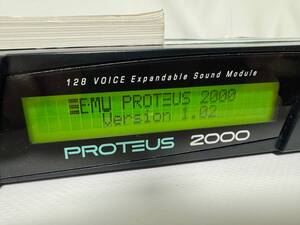 128 VOICE Expandable Sound Module
E-MU PROTEUS 2000
Version 1.02
PROTEUS 2000